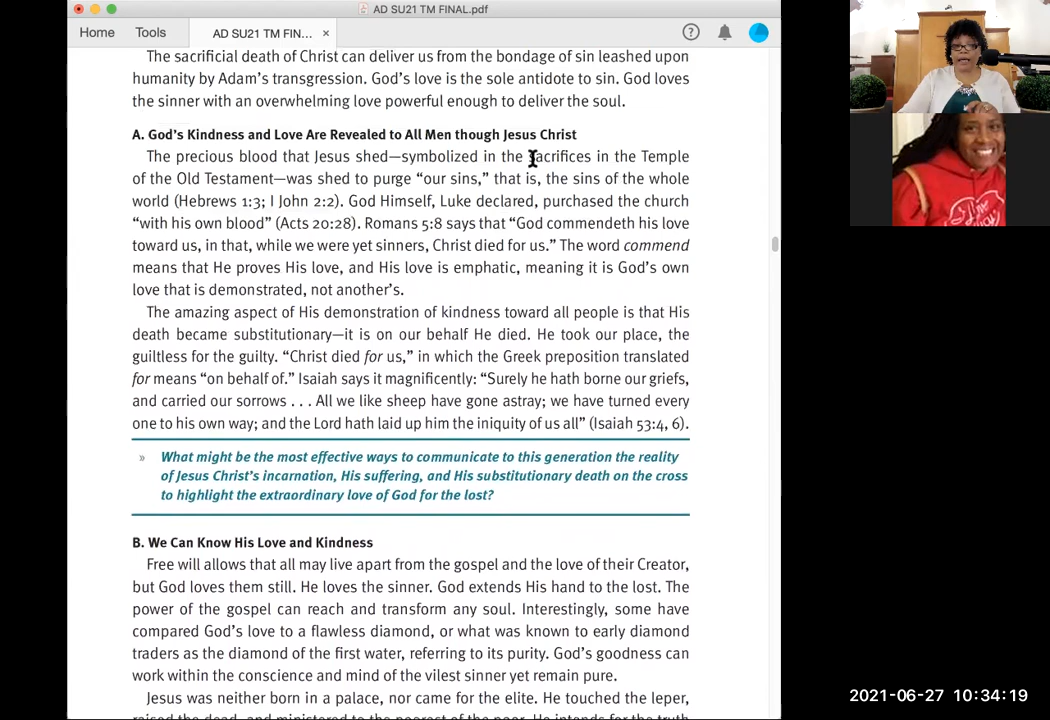 AD SU21 TM FINAL.pdf
Home Tools AD SU21 TM FIN... ×
The sacrificial death of Christ can deliver us from the bondage of sin leashed upon
humanity by Adam's transgression. God's love is the sole antidote to sin. God loves
the sinner with an overwhelming love powerful enough to deliver the soul.
A. God's Kindness and Love Are Revealed to All Men though Jesus Christ
The precious blood that Jesus shed—symbolized in the sacrifices in the Temple
of the Old Testament—was shed to purge “our sins,” that is, the sins of the whole
world (Hebrews 1:3; I John 2:2). God Himself, Luke declared, purchased the church
“with his own blood” (Acts 20:28). Romans 5:8 says that “God commendeth his love
toward us, in that, while we were yet sinners, Christ died for us.” The word commend
means that He proves His love, and His love is emphatic, meaning it is God's own
love that is demonstrated, not another's.
The amazing aspect of His demonstration of kindness toward all people is that His
death became substitutionary—it is on our behalf He died. He took our place, the
guiltless for the guilty. “Christ died for us,” in which the Greek preposition translated
for means “on behalf of.” Isaiah says it magnificently: “Surely he hath borne our griefs,
and carried our sorrows . . . All we like sheep have gone astray; we have turned every
one to his own way; and the Lord hath laid up him the iniquity of us all” (Isaiah 53:4, 6).
» What might be the most effective ways to communicate to this generation the reality
of Jesus Christ's incarnation, His suffering, and His substitutionary death on the cross
to highlight the extraordinary love of God for the lost?
B. We Can Know His Love and Kindness
Free will allows that all may live apart from the gospel and the love of their Creator,
but God loves them still. He loves the sinner. God extends His hand to the lost. The
power of the gospel can reach and transform any soul. Interestingly, some have
compared God's love to a flawless diamond, or what was known to early diamond
traders as the diamond of the first water, referring to its purity. God's goodness can
work within the conscience and mind of the vilest sinner yet remain pure.
Jesus was neither born in a palace, nor came for the elite. He touched the leper,
raised the dead, and ministered to the poorest of the poor. He intends for the truth
2021-06-27 10:34:19